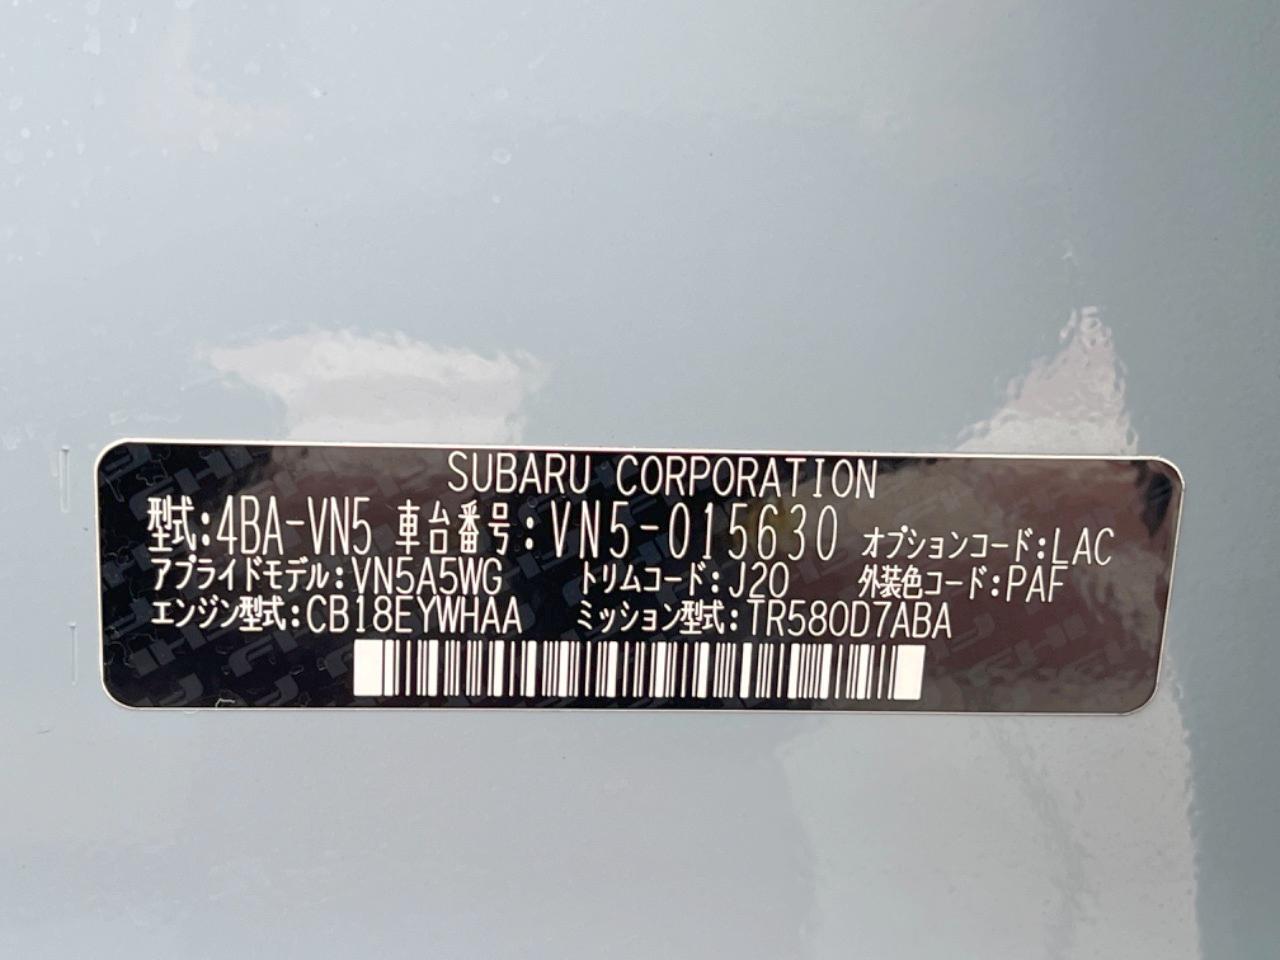 SUBARU CORPORATION
型式:4BA-VN5 車台番号:VN5-015630 オプションコード:LAC
アプライドモデル:VN5A5WG トリムコード:J20 外装色コード:PAF
エンジン型式:CB18EYWHAA ミッション型式:TR580D7ABA